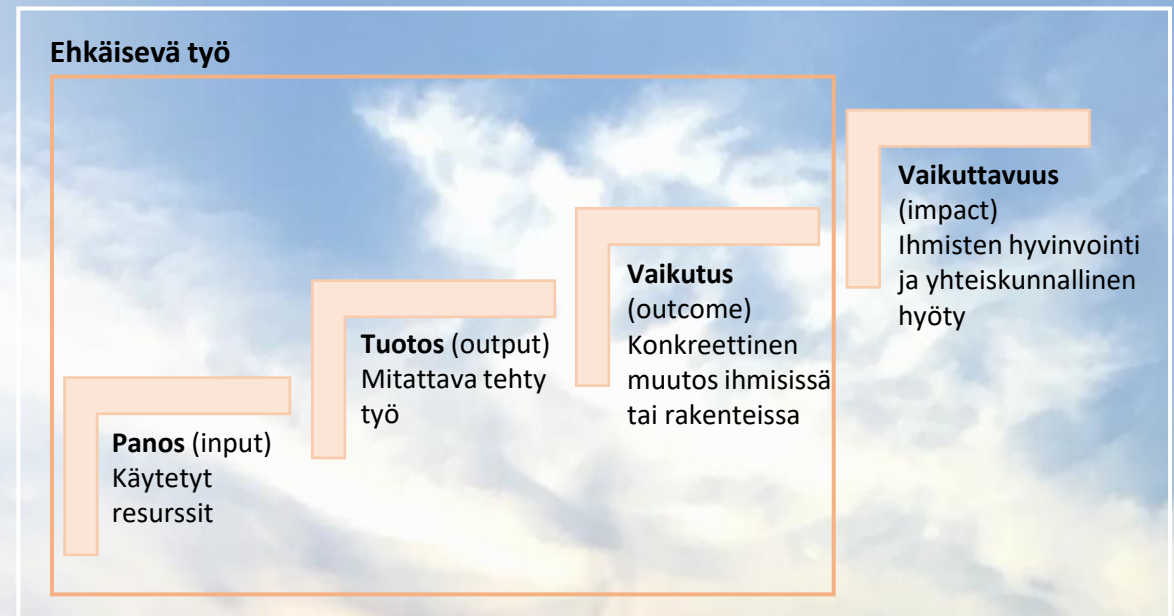 Ehkäisevä työ
Panos (input)
Käytetyt
resurssit
Tuotos (output)
Mitattava tehty
työ
Vaikutus
(outcome)
Konkreettinen
muutos ihmisissä
tai rakenteissa
Vaikuttavuus
(impact)
Ihmisten hyvinvointi
ja yhteiskunnallinen
hyöty